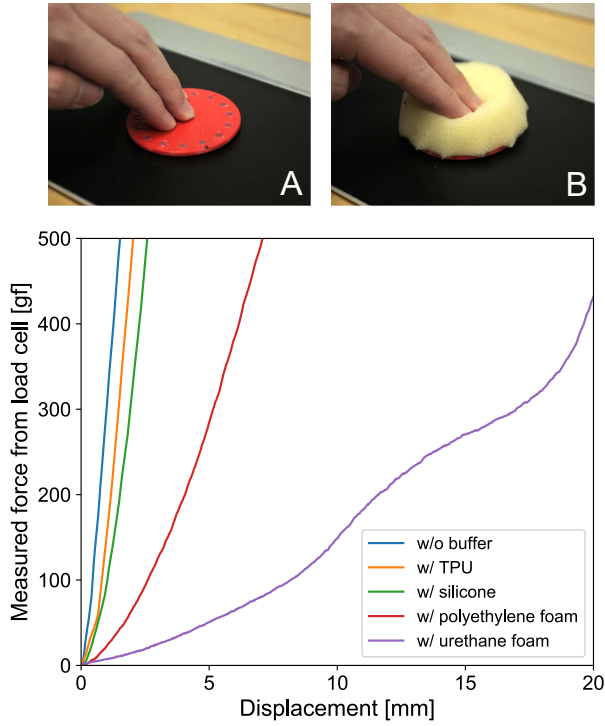 A
B
Measured force from load cell [gf]
500
400
300
200
100
0
w/o buffer
w/ TPU
w/ silicone
w/ polyethylene foam
w/ urethane foam
0 5 10 15 20
Displacement [mm]